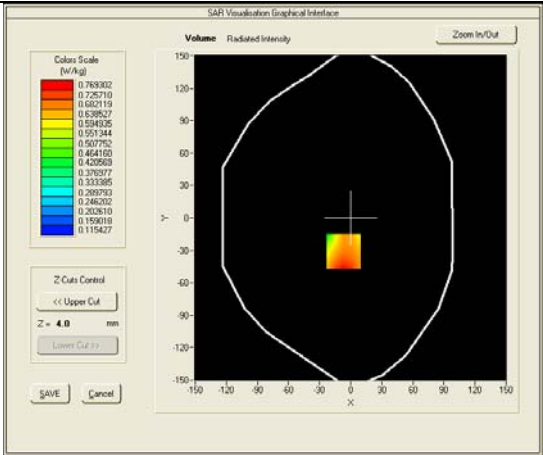 SAR Visualisation Graphical Interface
Volume Radiated Intensity
Zoom In/Out
Colors Scale
(W/kg)
0.769302
0.725710
0.682119
0.638527
0.594935
0.551344
0.507752
0.464160
0.420569
0.376977
0.333385
0.289793
0.246202
0.202610
0.159018
0.115427
Z Cuts Control
<< Upper Cut
Z = 4.0 mm
Lower Cut >>
SAVE Cancel
150
120
90
60
30
0
-30
-60
-90
-120
-150
Y
-150 -120 -90 -60 -30 0 30 60 90 120 150
X